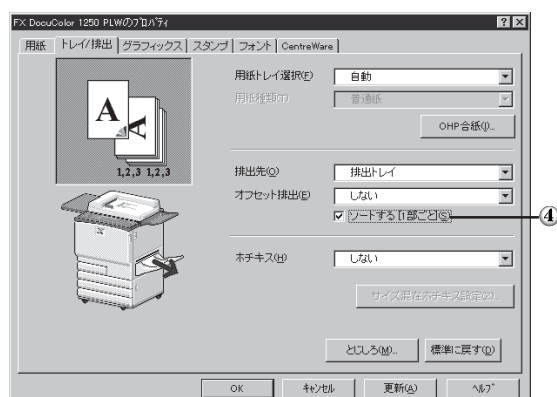 FX DocuColor 1250 PLWのﾌﾟﾛﾊﾟﾃｨ
用紙 トレイ/排出 グラフィックス スタンプ フォント CentreWare
用紙トレイ選択(F) 自動
用紙種類(T) 普通紙
OHP合紙(I)...
A A
1,2,3 1,2,3
排出先(O) 排出トレイ
オフセット排出(E) しない
ソートする [1部ごと](S) 4
ホチキス(H) しない
サイズ混在ホチキス設定(Z)...
とじしろ(M)... 標準に戻す(D)
OK ｷｬﾝｾﾙ 更新(A) ﾍﾙﾌﾟ